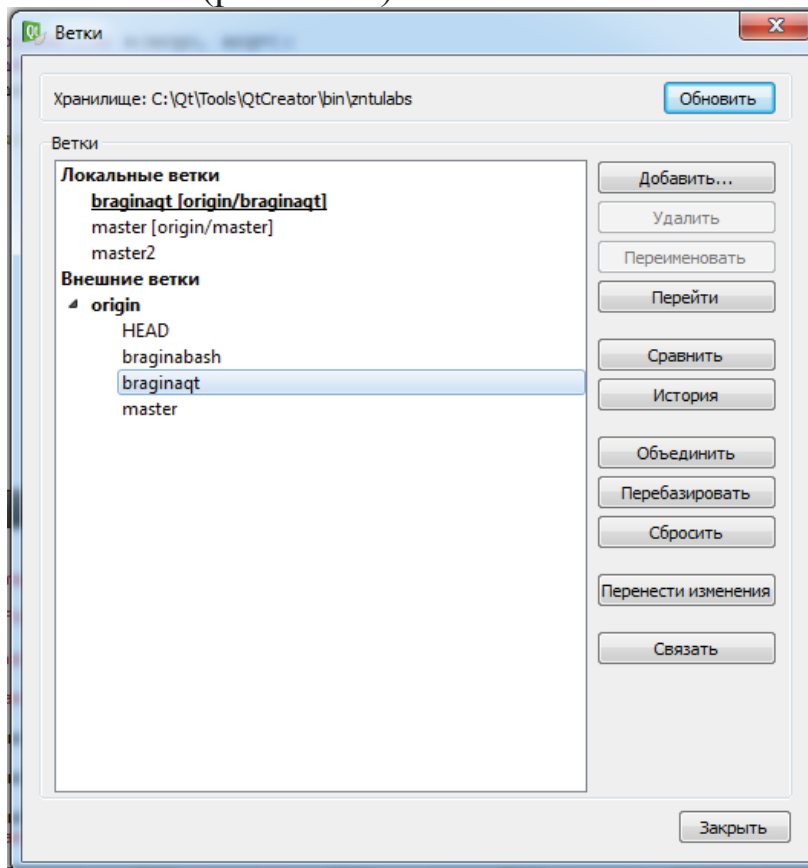 Ветки
Хранилище: C:\Qt\Tools\QtCreator\bin\zntulabs
Обновить
Ветки
Локальные ветки
braginaqt [origin/braginaqt]
master [origin/master]
master2
Внешние ветки
origin
HEAD
braginabash
braginaqt
master
Добавить...
Удалить
Переименовать
Перейти
Сравнить
История
Объединить
Перебазировать
Сбросить
Перенести изменения
Связать
Закрыть